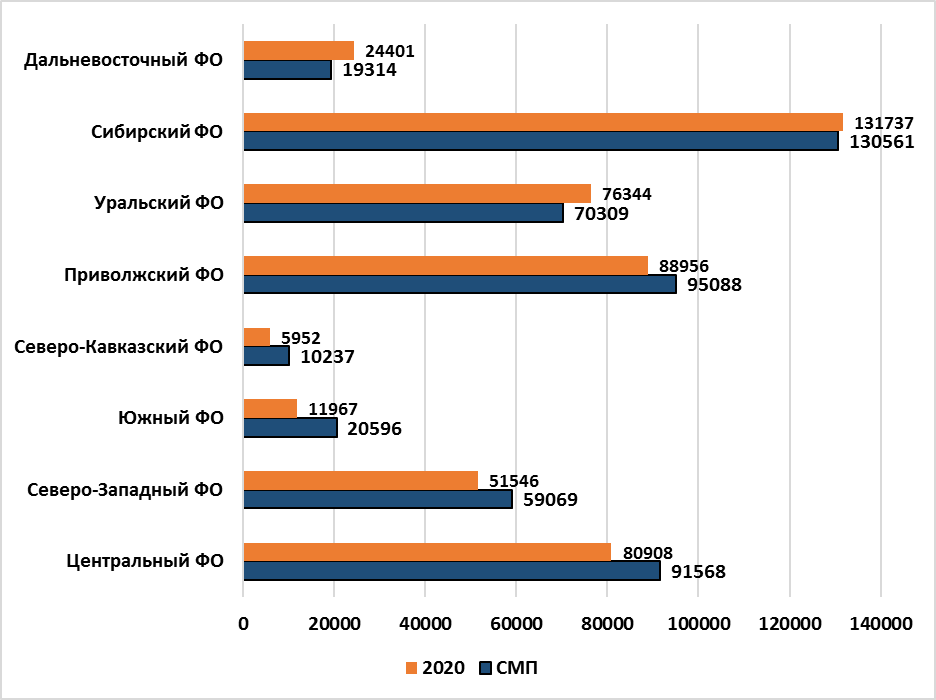 Дальневосточный ФО
24401
19314
Сибирский ФО
131737
130561
Уральский ФО
76344
70309
Приволжский ФО
88956
95088
Северо-Кавказский ФО
5952
10237
Южный ФО
11967
20596
Северо-Западный ФО
51546
59069
Центральный ФО
80908
91568
0 20000 40000 60000 80000 100000 120000 140000
2020 СМП